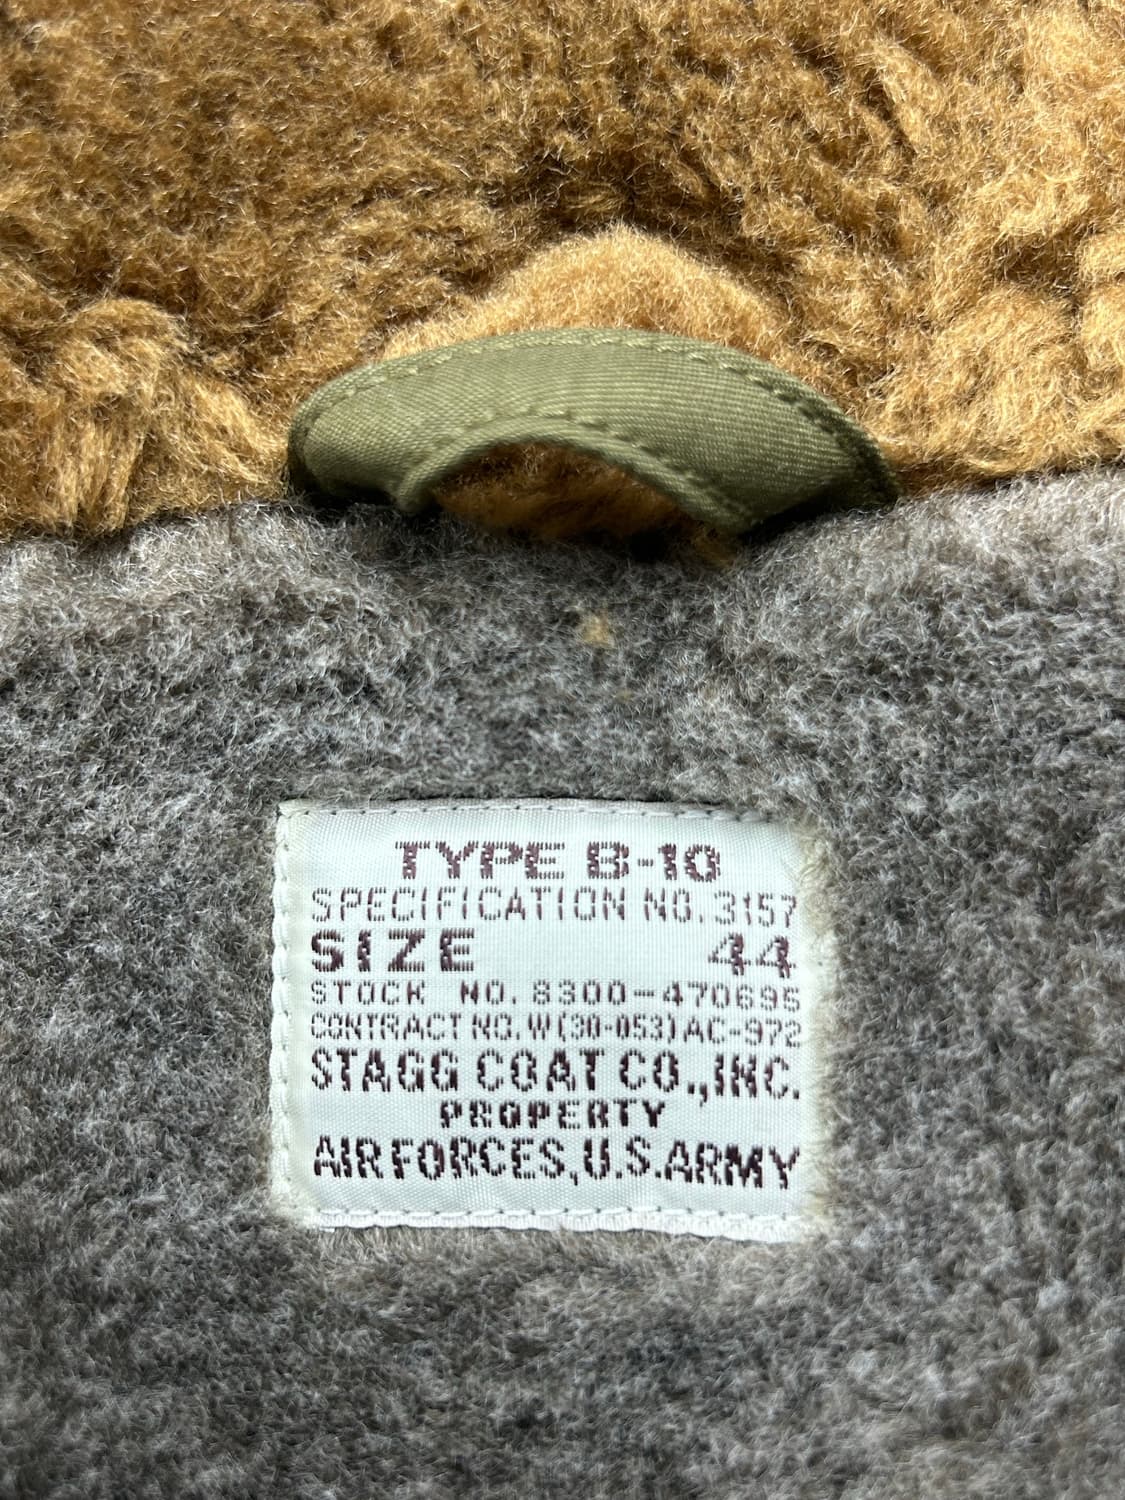 TYPE B-10
SPECIFICATION NO. 3157
SIZE 44
STOCK NO. 8300-470695
CONTRACT NO. W(30-053)AC-972
STAGG COAT CO., INC.
PROPERTY
AIR FORCES, U.S. ARMY